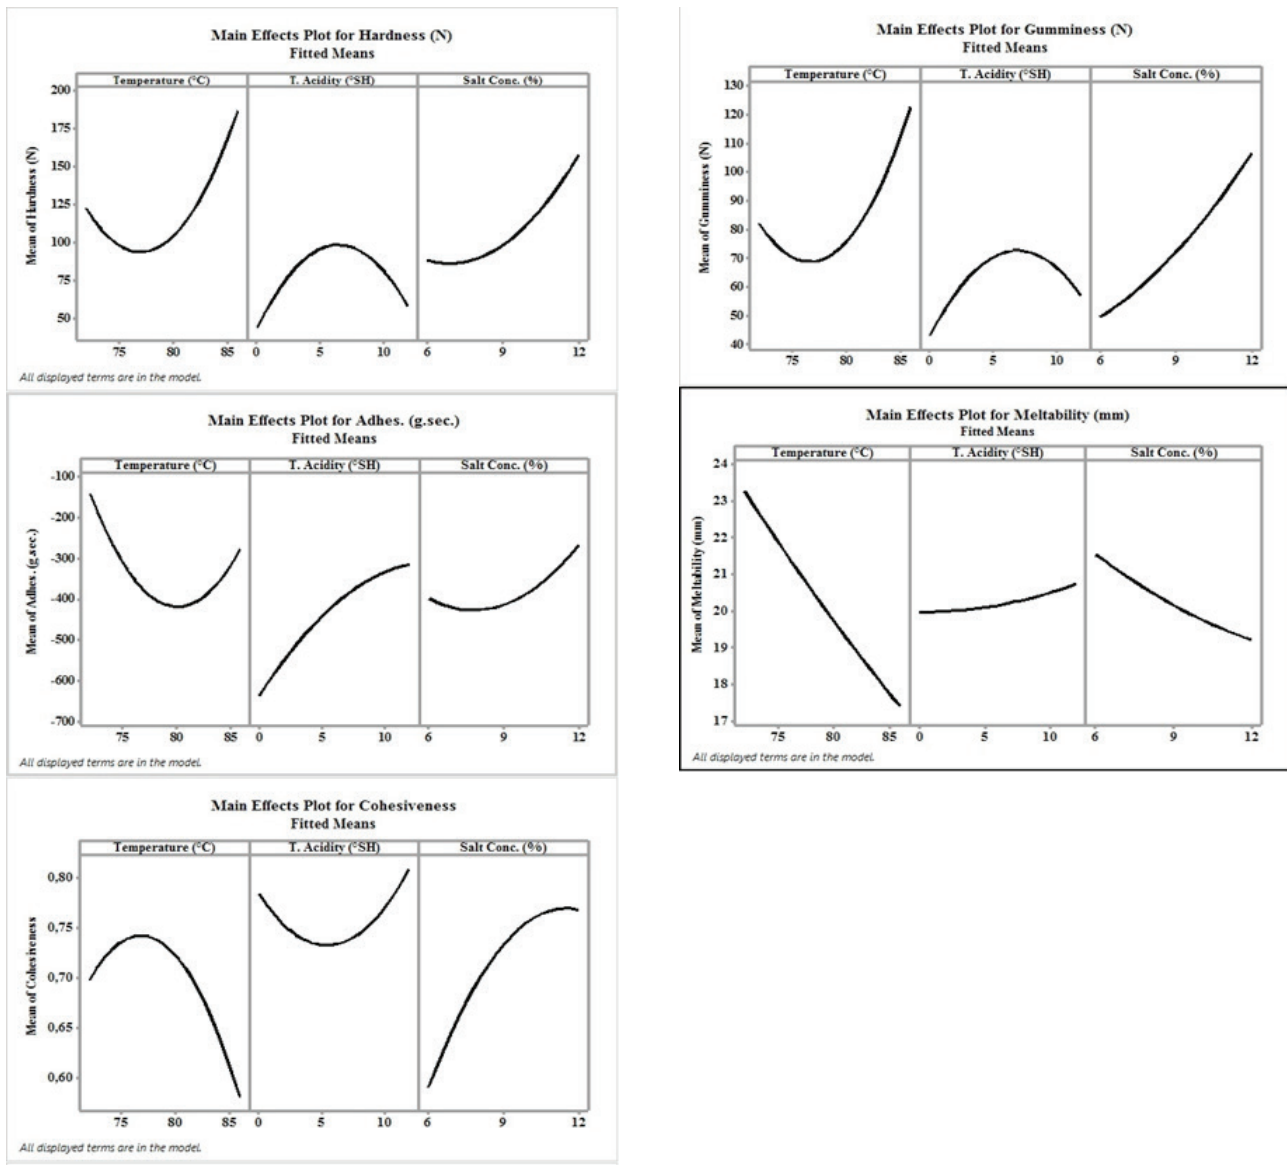 Main Effects Plot for Hardness (N)
Fitted Means
Temperature (°C) T. Acidity (°SH) Salt Conc. (%)
Mean of Hardness (N)
200
175
150
125
100
75
50
75 80 85 0 5 10 6 9 12
All displayed terms are in the model.
Main Effects Plot for Gumminess (N)
Fitted Means
Temperature (°C) T. Acidity (°SH) Salt Conc. (%)
Mean of Gumminess (N)
130
120
110
100
90
80
70
60
50
40
75 80 85 0 5 10 6 9 12
Main Effects Plot for Adhes. (g.sec.)
Fitted Means
Temperature (°C) T. Acidity (°SH) Salt Conc. (%)
Mean of Adhes. (g.sec.)
-100
-200
-300
-400
-500
-600
-700
75 80 85 0 5 10 6 9 12
All displayed terms are in the model.
Main Effects Plot for Meltability (mm)
Fitted Means
Temperature (°C) T. Acidity (°SH) Salt Conc. (%)
Mean of Meltability (mm)
24
23
22
21
20
19
18
17
75 80 85 0 5 10 6 9 12
All displayed terms are in the model.
Main Effects Plot for Cohesiveness
Fitted Means
Temperature (°C) T. Acidity (°SH) Salt Conc. (%)
Mean of Cohesiveness
0,80
0,75
0,70
0,65
0,60
75 80 85 0 5 10 6 9 12
All displayed terms are in the model.